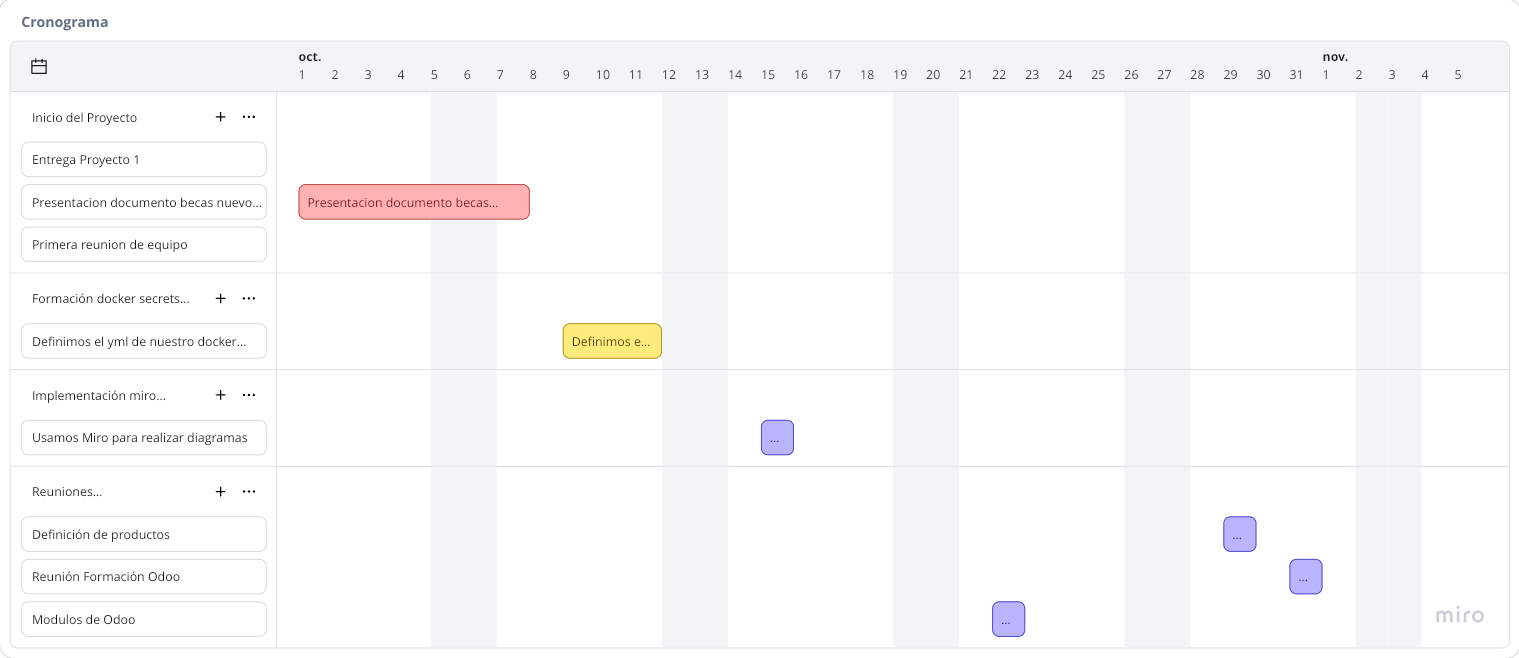 Cronograma
oct. nov.
1 2 3 4 5 6 7 8 9 10 11 12 13 14 15 16 17 18 19 20 21 22 23 24 25 26 27 28 29 30 31 1 2 3 4 5
Inicio del Proyecto + ...
Entrega Proyecto 1
Presentacion documento becas nuevo... Presentacion documento becas...
Primera reunion de equipo
Formación docker secrets... + ...
Definimos el yml de nuestro docker... Definimos e...
Implementación miro... + ...
Usamos Miro para realizar diagramas ...
Reuniones... + ...
Definición de productos ...
Reunión Formación Odoo ...
Modulos de Odoo ...
miro